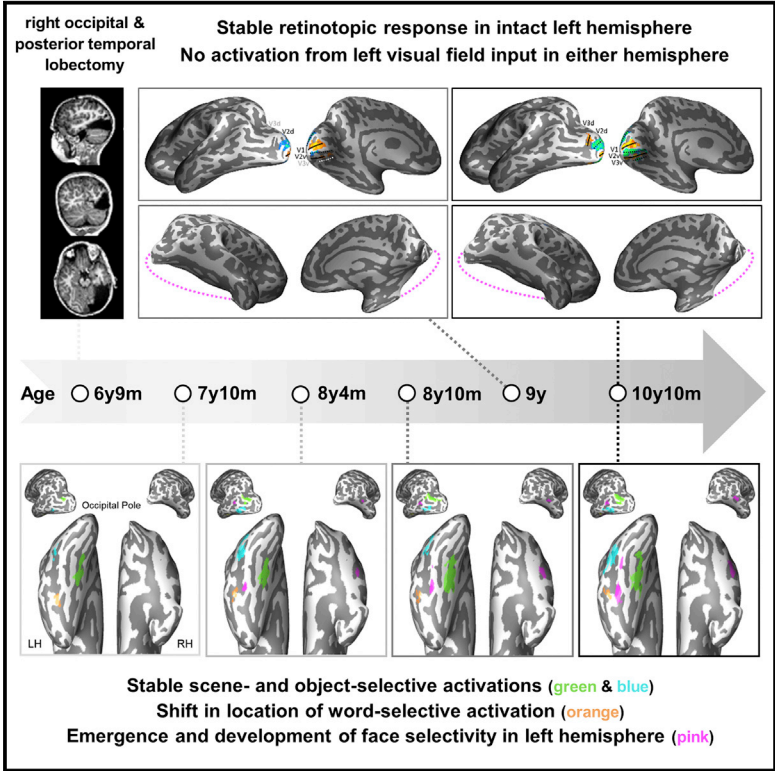 right occipital &
posterior temporal
lobectomy
Stable retinotopic response in intact left hemisphere
No activation from left visual field input in either hemisphere
V3d
V2d
V1
V2v
V3v
V3d
V2d
V1
V2v
V3v
Age
6y9m
7y10m
8y4m
8y10m
9y
10y10m
Occipital Pole
LH
RH
Stable scene- and object-selective activations (green & blue)
Shift in location of word-selective activation (orange)
Emergence and development of face selectivity in left hemisphere (pink)